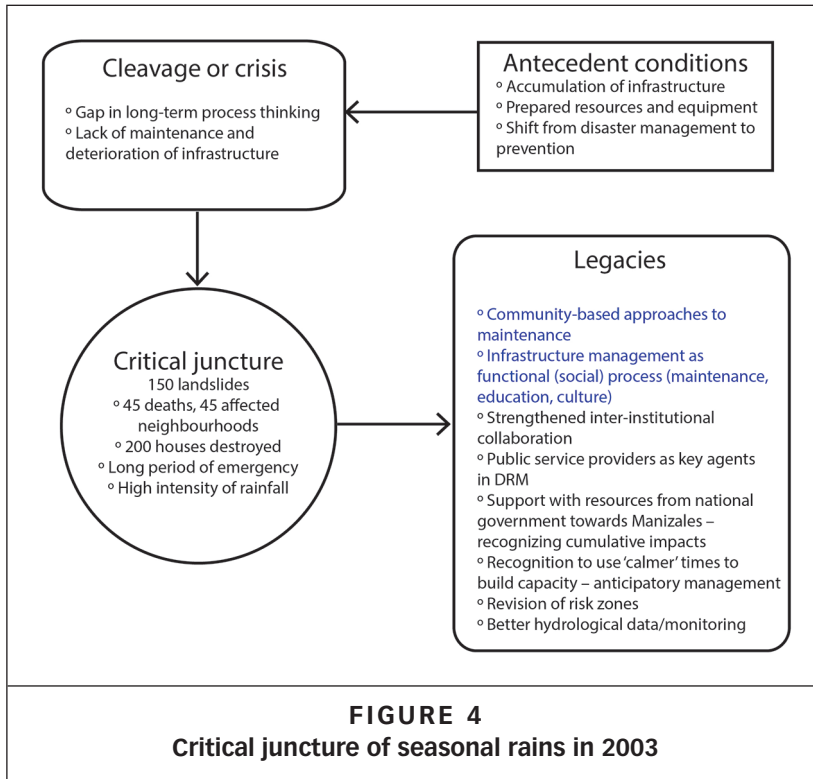 Cleavage or crisis
º Gap in long-term process thinking
º Lack of maintenance and
deterioration of infrastructure
Antecedent conditions
º Accumulation of infrastructure
º Prepared resources and equipment
º Shift from disaster management to
prevention
Critical juncture
150 landslides
º 45 deaths, 45 affected
neighbourhoods
º 200 houses destroyed
º Long period of emergency
º High intensity of rainfall
Legacies
º Community-based approaches to
maintenance
º Infrastructure management as
functional (social) process (maintenance,
education, culture)
º Strengthened inter-institutional
collaboration
º Public service providers as key agents
in DRM
º Support with resources from national
government towards Manizales –
recognizing cumulative impacts
º Recognition to use ‘calmer’ times to
build capacity – anticipatory management
º Revision of risk zones
º Better hydrological data/monitoring
FIGURE 4
Critical juncture of seasonal rains in 2003